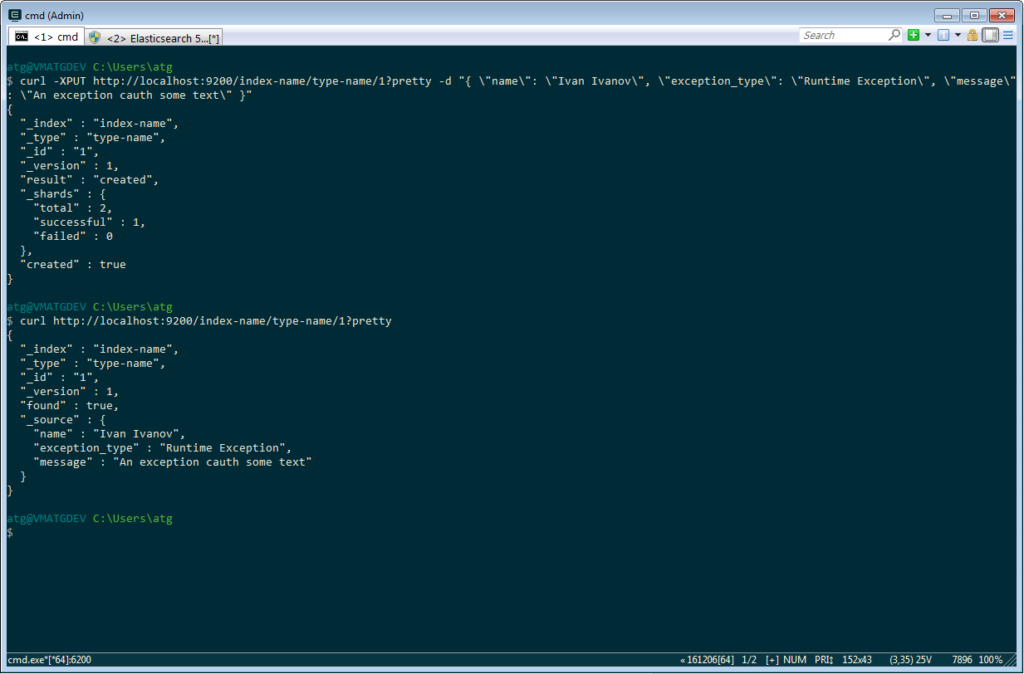 cmd (Admin)
<1> cmd
<2> Elasticsearch 5...[*]
Search
atg@VMATGDEV C:\Users\atg
$ curl -XPUT http://localhost:9200/index-name/type-name/1?pretty -d "{ \"name\": \"Ivan Ivanov\", \"exception_type\": \"Runtime Exception\", \"message\"
: \"An exception cauth some text\" }"
{
  "_index" : "index-name",
  "_type" : "type-name",
  "_id" : "1",
  "_version" : 1,
  "result" : "created",
  "_shards" : {
    "total" : 2,
    "successful" : 1,
    "failed" : 0
  },
  "created" : true
}
atg@VMATGDEV C:\Users\atg
$ curl http://localhost:9200/index-name/type-name/1?pretty
{
  "_index" : "index-name",
  "_type" : "type-name",
  "_id" : "1",
  "_version" : 1,
  "found" : true,
  "_source" : {
    "name" : "Ivan Ivanov",
    "exception_type" : "Runtime Exception",
    "message" : "An exception cauth some text"
  }
}
atg@VMATGDEV C:\Users\atg
$
cmd.exe*[*64]:6200 « 161206[64] 1/2 [+] NUM PRI↕ 152x43 (3,35) 25V 7896 100%